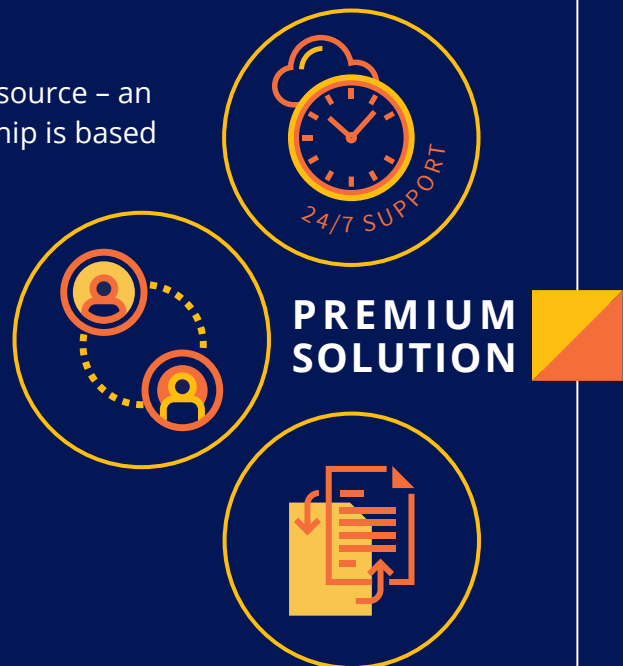 source – an
hip is based
24/7 SUPPORT
PREMIUM
SOLUTION